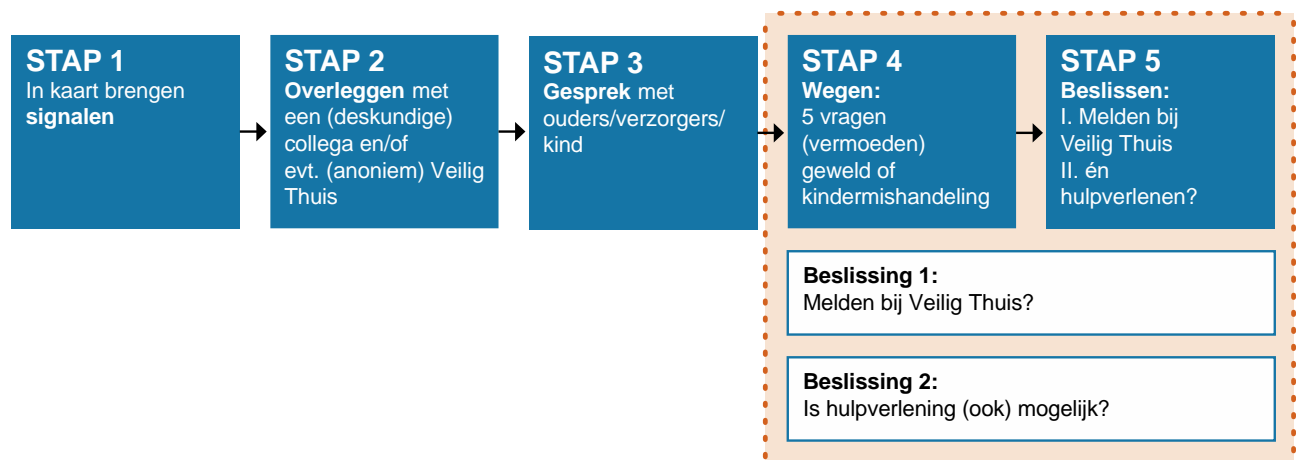 STAP 1
In kaart brengen
signalen
STAP 2
Overleggen met
een (deskundige)
collega en/of
evt. (anoniem) Veilig
Thuis
STAP 3
Gesprek met
ouders/verzorgers/
kind
STAP 4
Wegen:
5 vragen
(vermoeden)
geweld of
kindermishandeling
STAP 5
Beslissen:
I. Melden bij
Veilig Thuis
II. én
hulpverlenen?
Beslissing 1:
Melden bij Veilig Thuis?
Beslissing 2:
Is hulpverlening (ook) mogelijk?